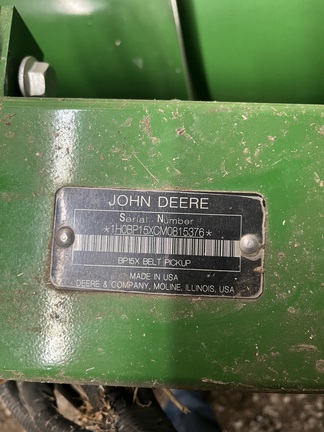 JOHN DEERE
Serial Number
*1H0BP15XCM0815376*
BP15X BELT PICKUP
MADE IN USA
DEERE & COMPANY, MOLINE, ILLINOIS, USA